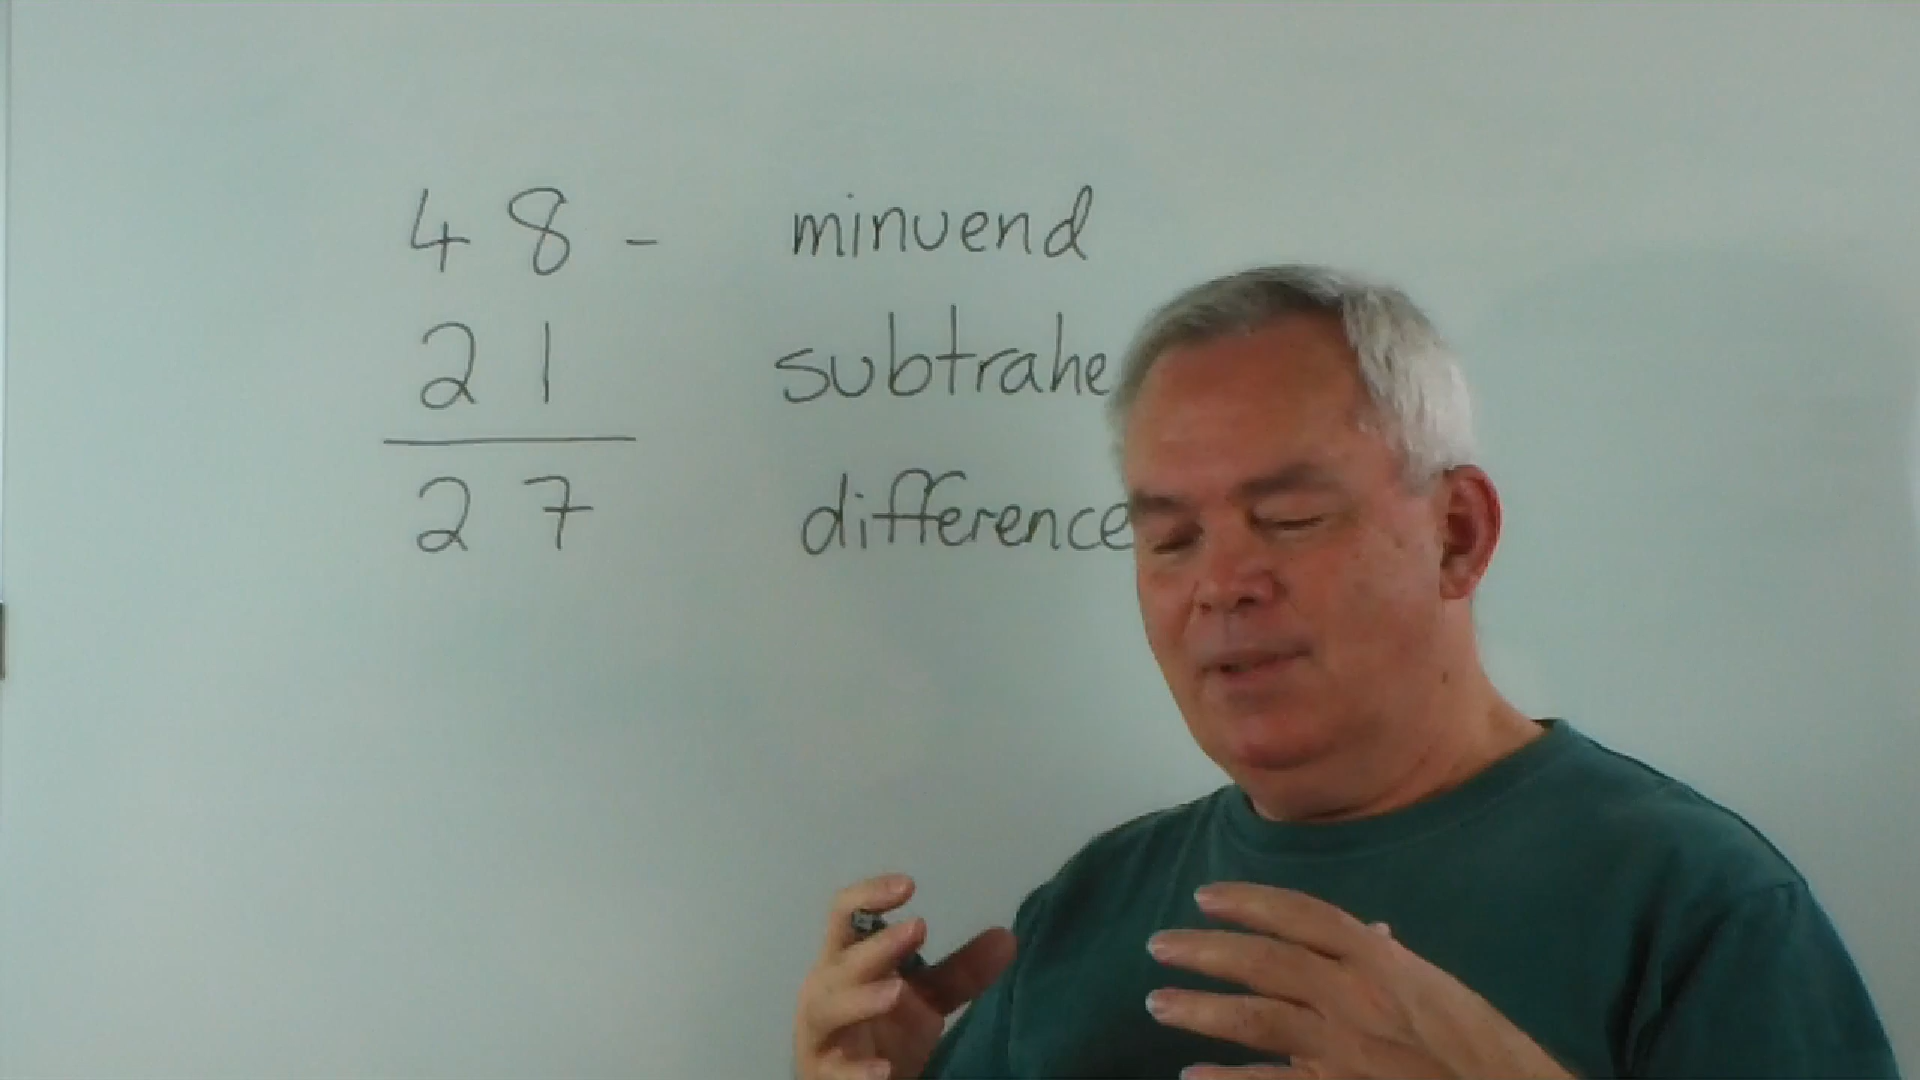 48 - minuend
21 subtrahe
27 difference